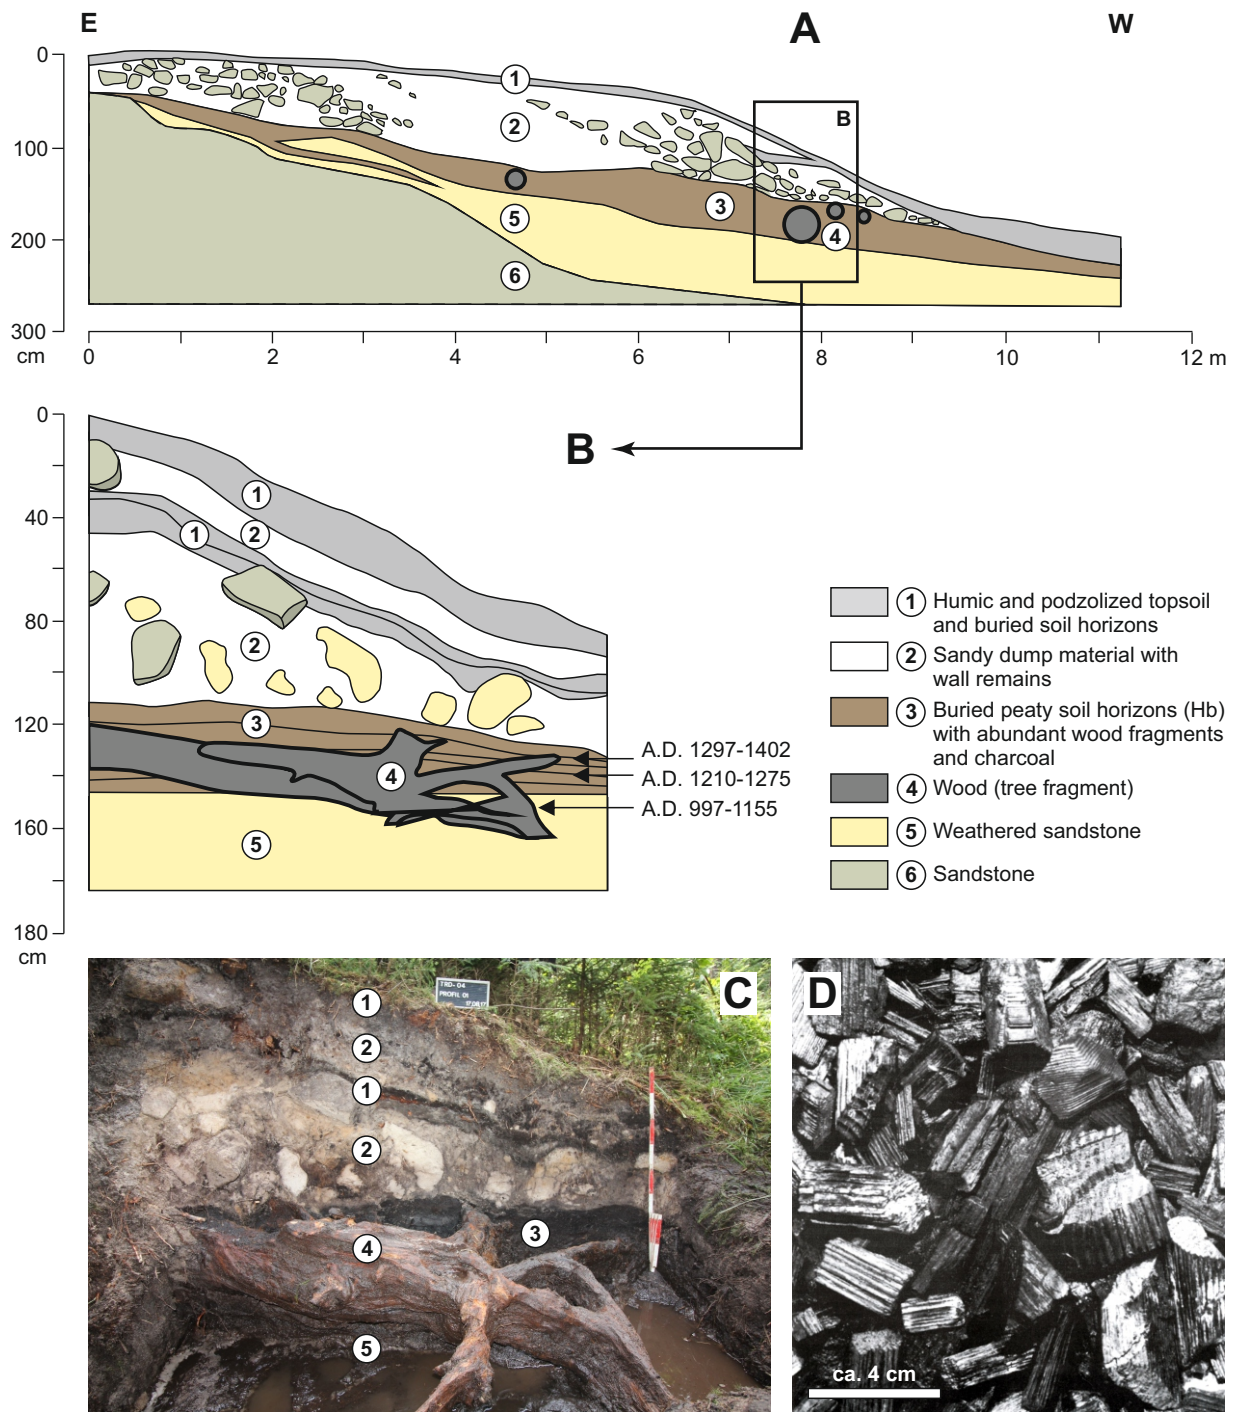 E A W
0
1
B
2
100
3
5
4
200
6
300
cm
0 2 4 6 8 10 12 m
B
0
1
40
1 2
80
2
120
3
4
160
5
180
cm
A.D. 1297-1402
A.D. 1210-1275
A.D. 997-1155
1 Humic and podzolized topsoil
and buried soil horizons
2 Sandy dump material with
wall remains
3 Buried peaty soil horizons (Hb)
with abundant wood fragments
and charcoal
4 Wood (tree fragment)
5 Weathered sandstone
6 Sandstone
C
TRD-04
PROFIL 01
1
2
1
2
3
4
5
D
ca. 4 cm